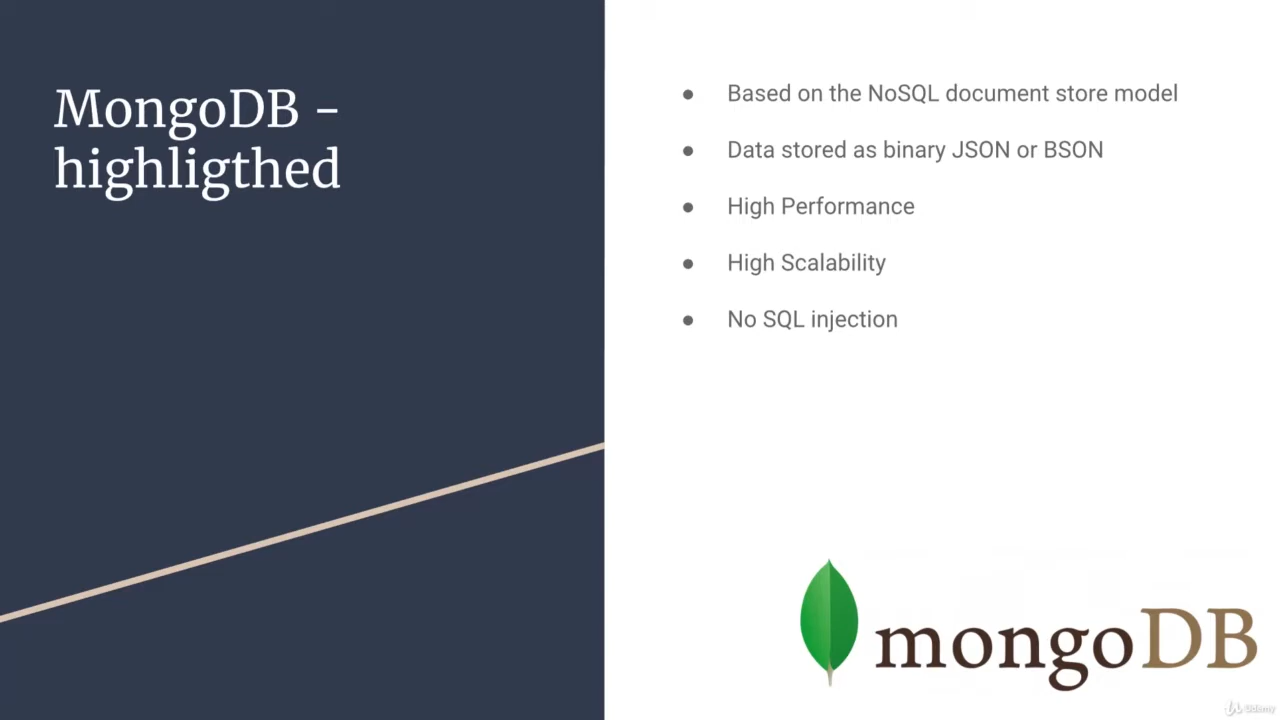 MongoDB -
highligthed
● Based on the NoSQL document store model
● Data stored as binary JSON or BSON
● High Performance
● High Scalability
● No SQL injection
mongoDB
Udemy